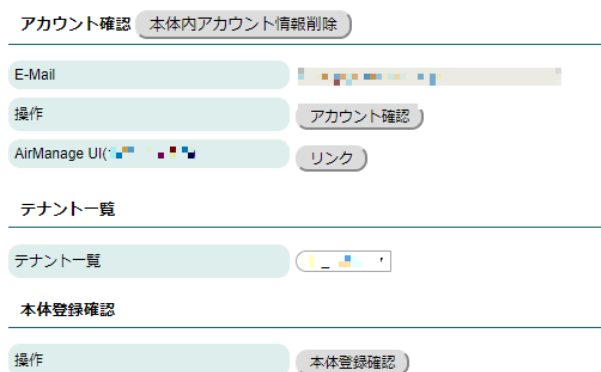 アカウント確認 本体内アカウント情報削除
E-Mail
操作 アカウント確認
AirManage UI( リンク
テナント一覧
テナント一覧
本体登録確認
操作 本体登録確認